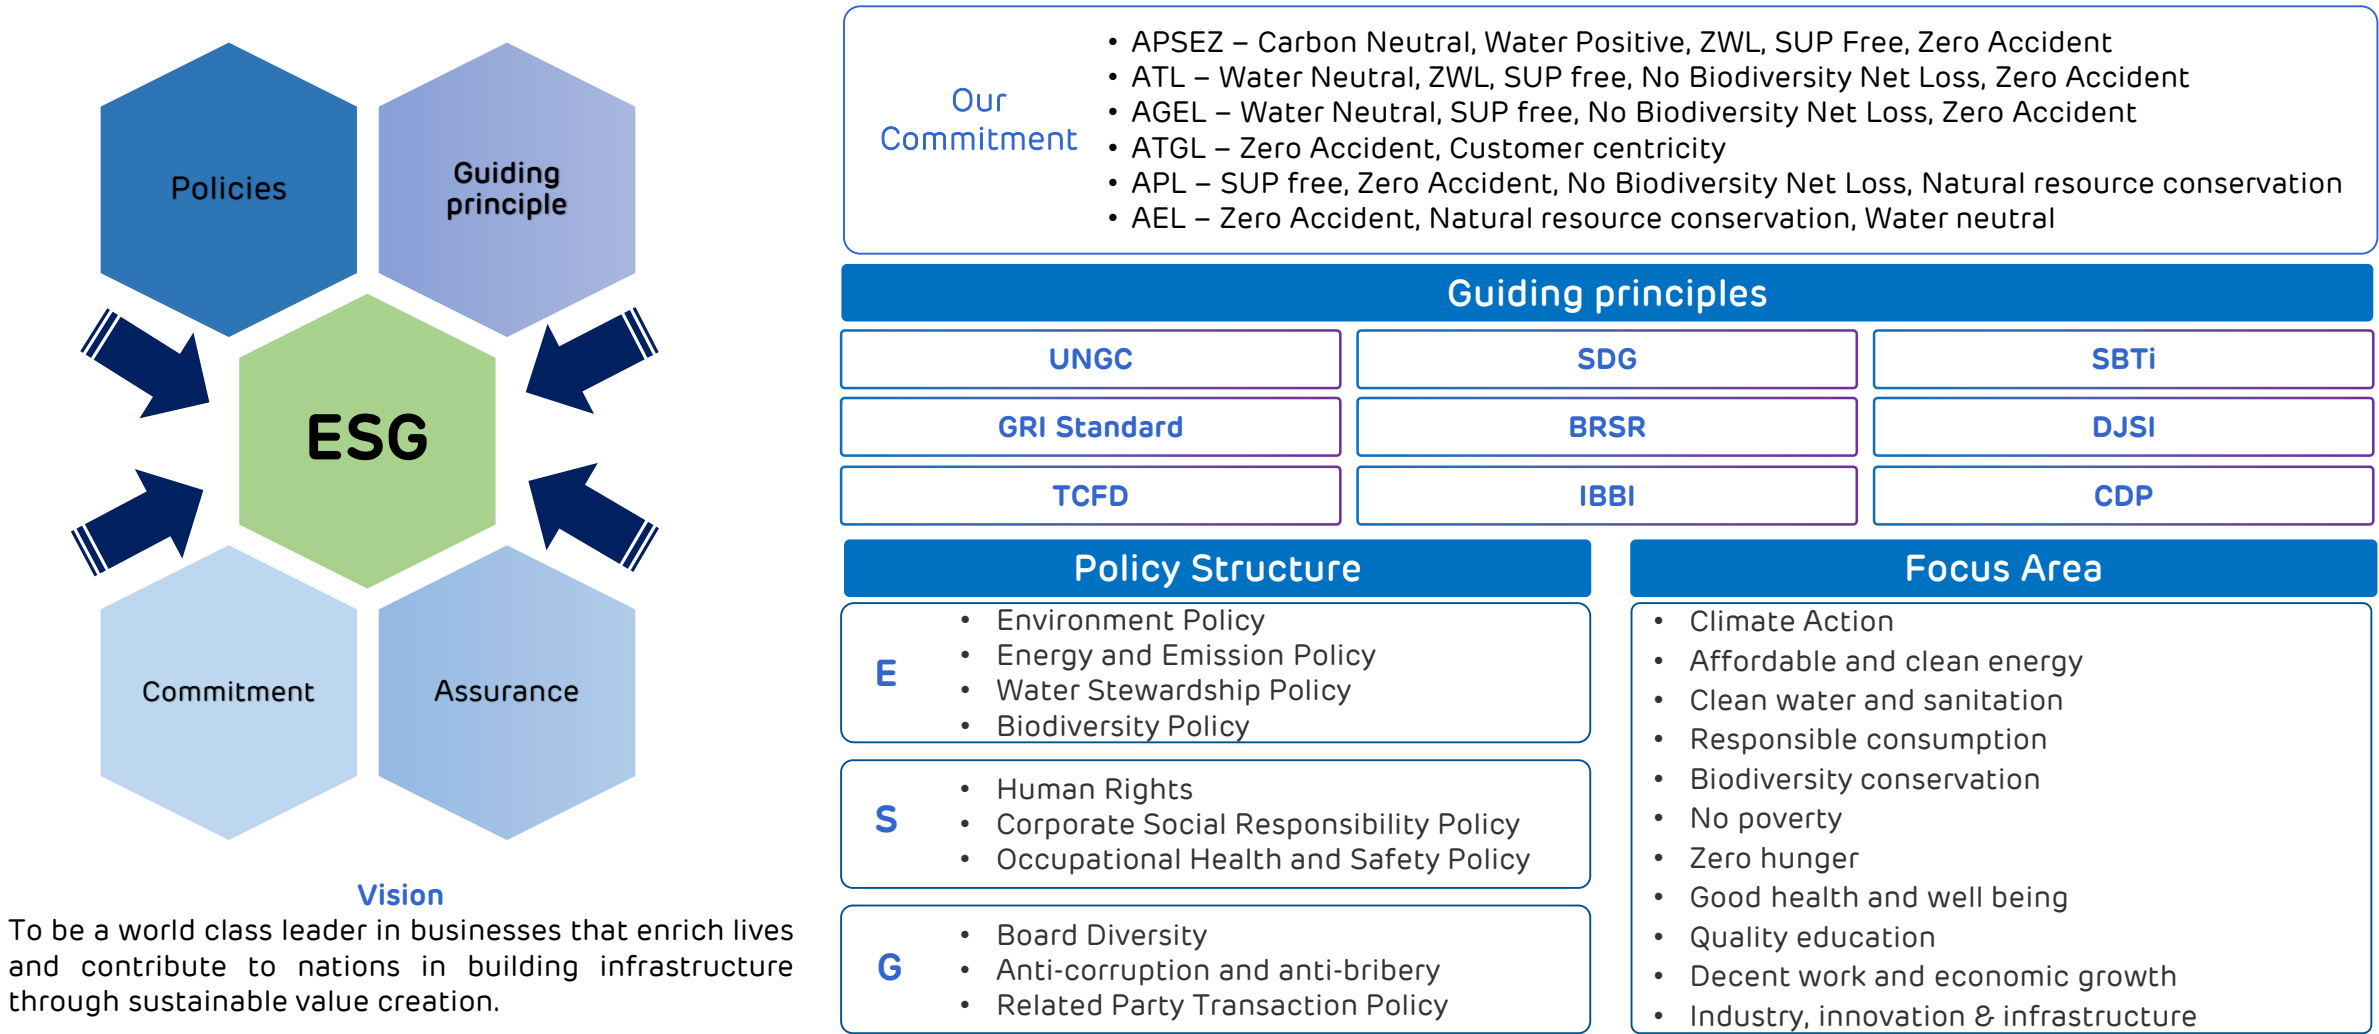 Policies
Guiding
principle
ESG
Commitment
Assurance
Vision
To be a world class leader in businesses that enrich lives
and contribute to nations in building infrastructure
through sustainable value creation.
Our
Commitment
• APSEZ – Carbon Neutral, Water Positive, ZWL, SUP Free, Zero Accident
• ATL – Water Neutral, ZWL, SUP free, No Biodiversity Net Loss, Zero Accident
• AGEL – Water Neutral, SUP free, No Biodiversity Net Loss, Zero Accident
• ATGL – Zero Accident, Customer centricity
• APL – SUP free, Zero Accident, No Biodiversity Net Loss, Natural resource conservation
• AEL – Zero Accident, Natural resource conservation, Water neutral
Guiding principles
UNGC
SDG
SBTi
GRI Standard
BRSR
DJSI
TCFD
IBBI
CDP
Policy Structure
E
• Environment Policy
• Energy and Emission Policy
• Water Stewardship Policy
• Biodiversity Policy
S
• Human Rights
• Corporate Social Responsibility Policy
• Occupational Health and Safety Policy
G
• Board Diversity
• Anti-corruption and anti-bribery
• Related Party Transaction Policy
Focus Area
• Climate Action
• Affordable and clean energy
• Clean water and sanitation
• Responsible consumption
• Biodiversity conservation
• No poverty
• Zero hunger
• Good health and well being
• Quality education
• Decent work and economic growth
• Industry, innovation & infrastructure